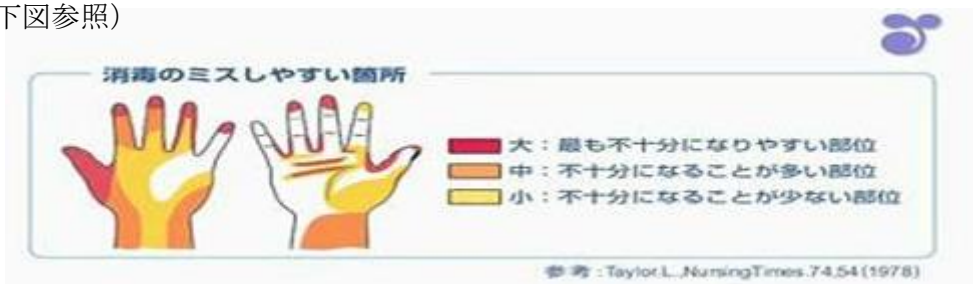 下図参照）
消毒のミスしやすい箇所
大：最も不十分になりやすい部位
中：不十分になることが多い部位
小：不十分になることが少ない部位
参考：Taylor.L.,NursingTimes.74,54(1978)